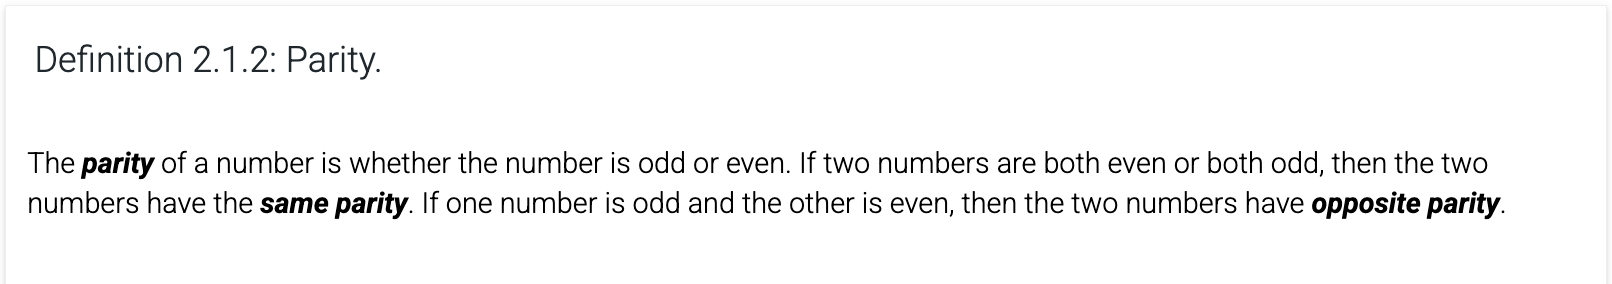 Definition 2.1.2: Parity.
The parity of a number is whether the number is odd or even. If two numbers are both even or both odd, then the two
numbers have the same parity. If one number is odd and the other is even, then the two numbers have opposite parity.